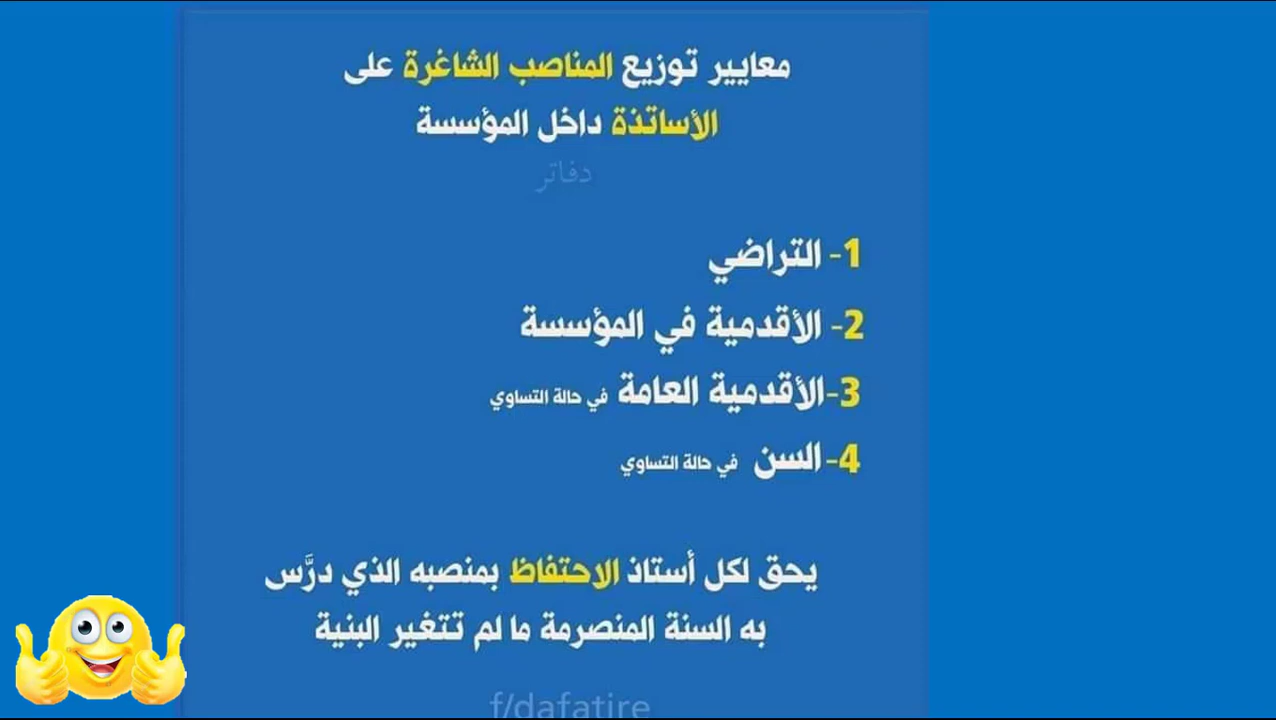 معايير توزيع المناصب الشاغرة على
الأساتذة داخل المؤسسة
دفاتر
1- التراضي
2- الأقدمية في المؤسسة
3-الأقدمية العامة في حالة التساوي
4- السن في حالة التساوي
يحق لكل أستاذ الاحتفاظ بمنصبه الذي درَّس
به السنة المنصرمة ما لم تتغير البنية
f/dafatire